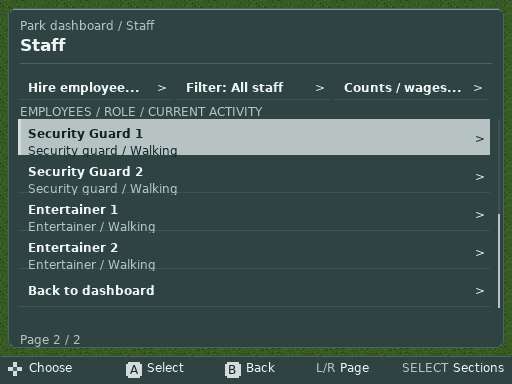 Park dashboard / Staff
Staff
Hire employee... > Filter: All staff > Counts / wages... >
EMPLOYEES / ROLE / CURRENT ACTIVITY
Security Guard 1 >
Security guard / Walking
Security Guard 2 >
Security guard / Walking
Entertainer 1 >
Entertainer / Walking
Entertainer 2 >
Entertainer / Walking
Back to dashboard >
Page 2 / 2
Choose A Select B Back L/R Page SELECT Sections